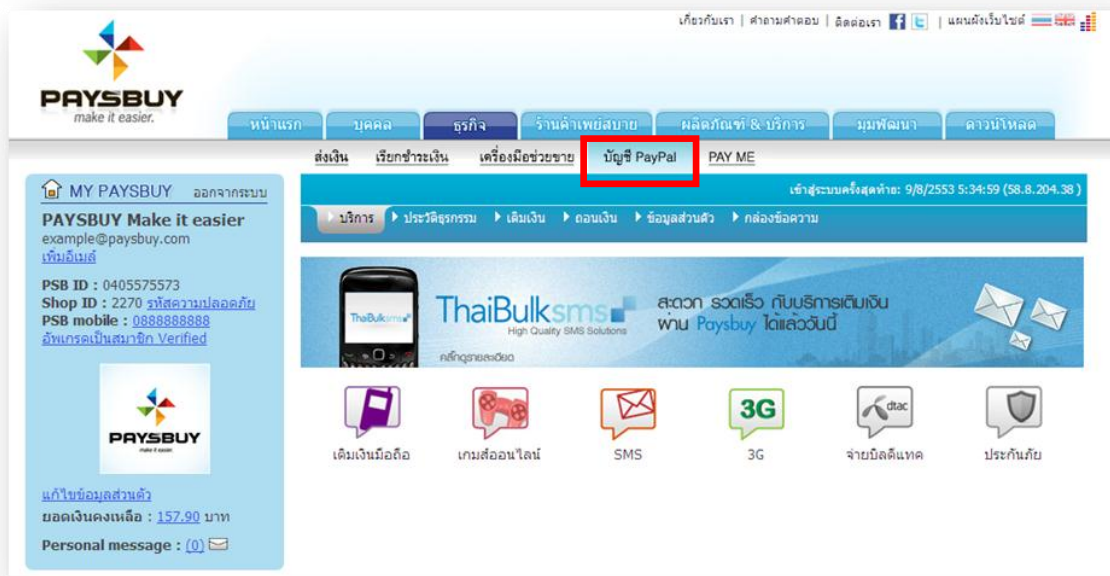 เกี่ยวกับเรา | คำถามคำตอบ | ติดต่อเรา | แผนผังเว็บไซต์
PAYSBUY
make it easier.
หน้าแรก บุคคล ธุรกิจ ร้านค้าเพย์สบาย ผลิตภัณฑ์ & บริการ มุมพัฒนา ดาวน์โหลด
ส่งเงิน เรียกชำระเงิน เครื่องมือช่วยขาย บัญชี PayPal PAY ME
MY PAYSBUY ออกจากระบบ
PAYSBUY Make it easier
example@paysbuy.com
เพิ่มอีเมล์
PSB ID : 0405575573
Shop ID : 2270 รหัสความปลอดภัย
PSB mobile : 0888888888
อัพเกรดเป็นสมาชิก Verified
PAYSBUY
make it easier.
แก้ไขข้อมูลส่วนตัว
ยอดเงินคงเหลือ : 157.90 บาท
Personal message : (0)
เข้าสู่ระบบครั้งสุดท้าย: 9/8/2553 5:34:59 (58.8.204.38 )
บริการ ประวัติธุรกรรม เติมเงิน ถอนเงิน ข้อมูลส่วนตัว กล่องข้อความ
ThaiBulksms
ThaiBulksms
High Quality SMS Solutions
คลิ๊กดูรายละเอียด
สะดวก รวดเร็ว กับบริการเติมเงิน
ผ่าน Paysbuy ได้แล้ววันนี้
3G
dtac
เติมเงินมือถือ เกมส์ออนไลน์ SMS 3G จ่ายบิลดีแทค ประกันภัย